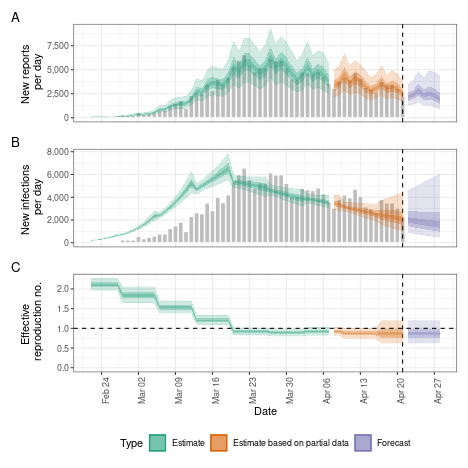 A
New reports
per day
7,500
5,000
2,500
0
B
New infections
per day
8,000
6,000
4,000
2,000
0
C
Effective
reproduction no.
2.0
1.5
1.0
0.5
0.0
Feb 24
Mar 02
Mar 09
Mar 16
Mar 23
Mar 30
Apr 06
Apr 13
Apr 20
Apr 27
Date
Type
Estimate
Estimate based on partial data
Forecast